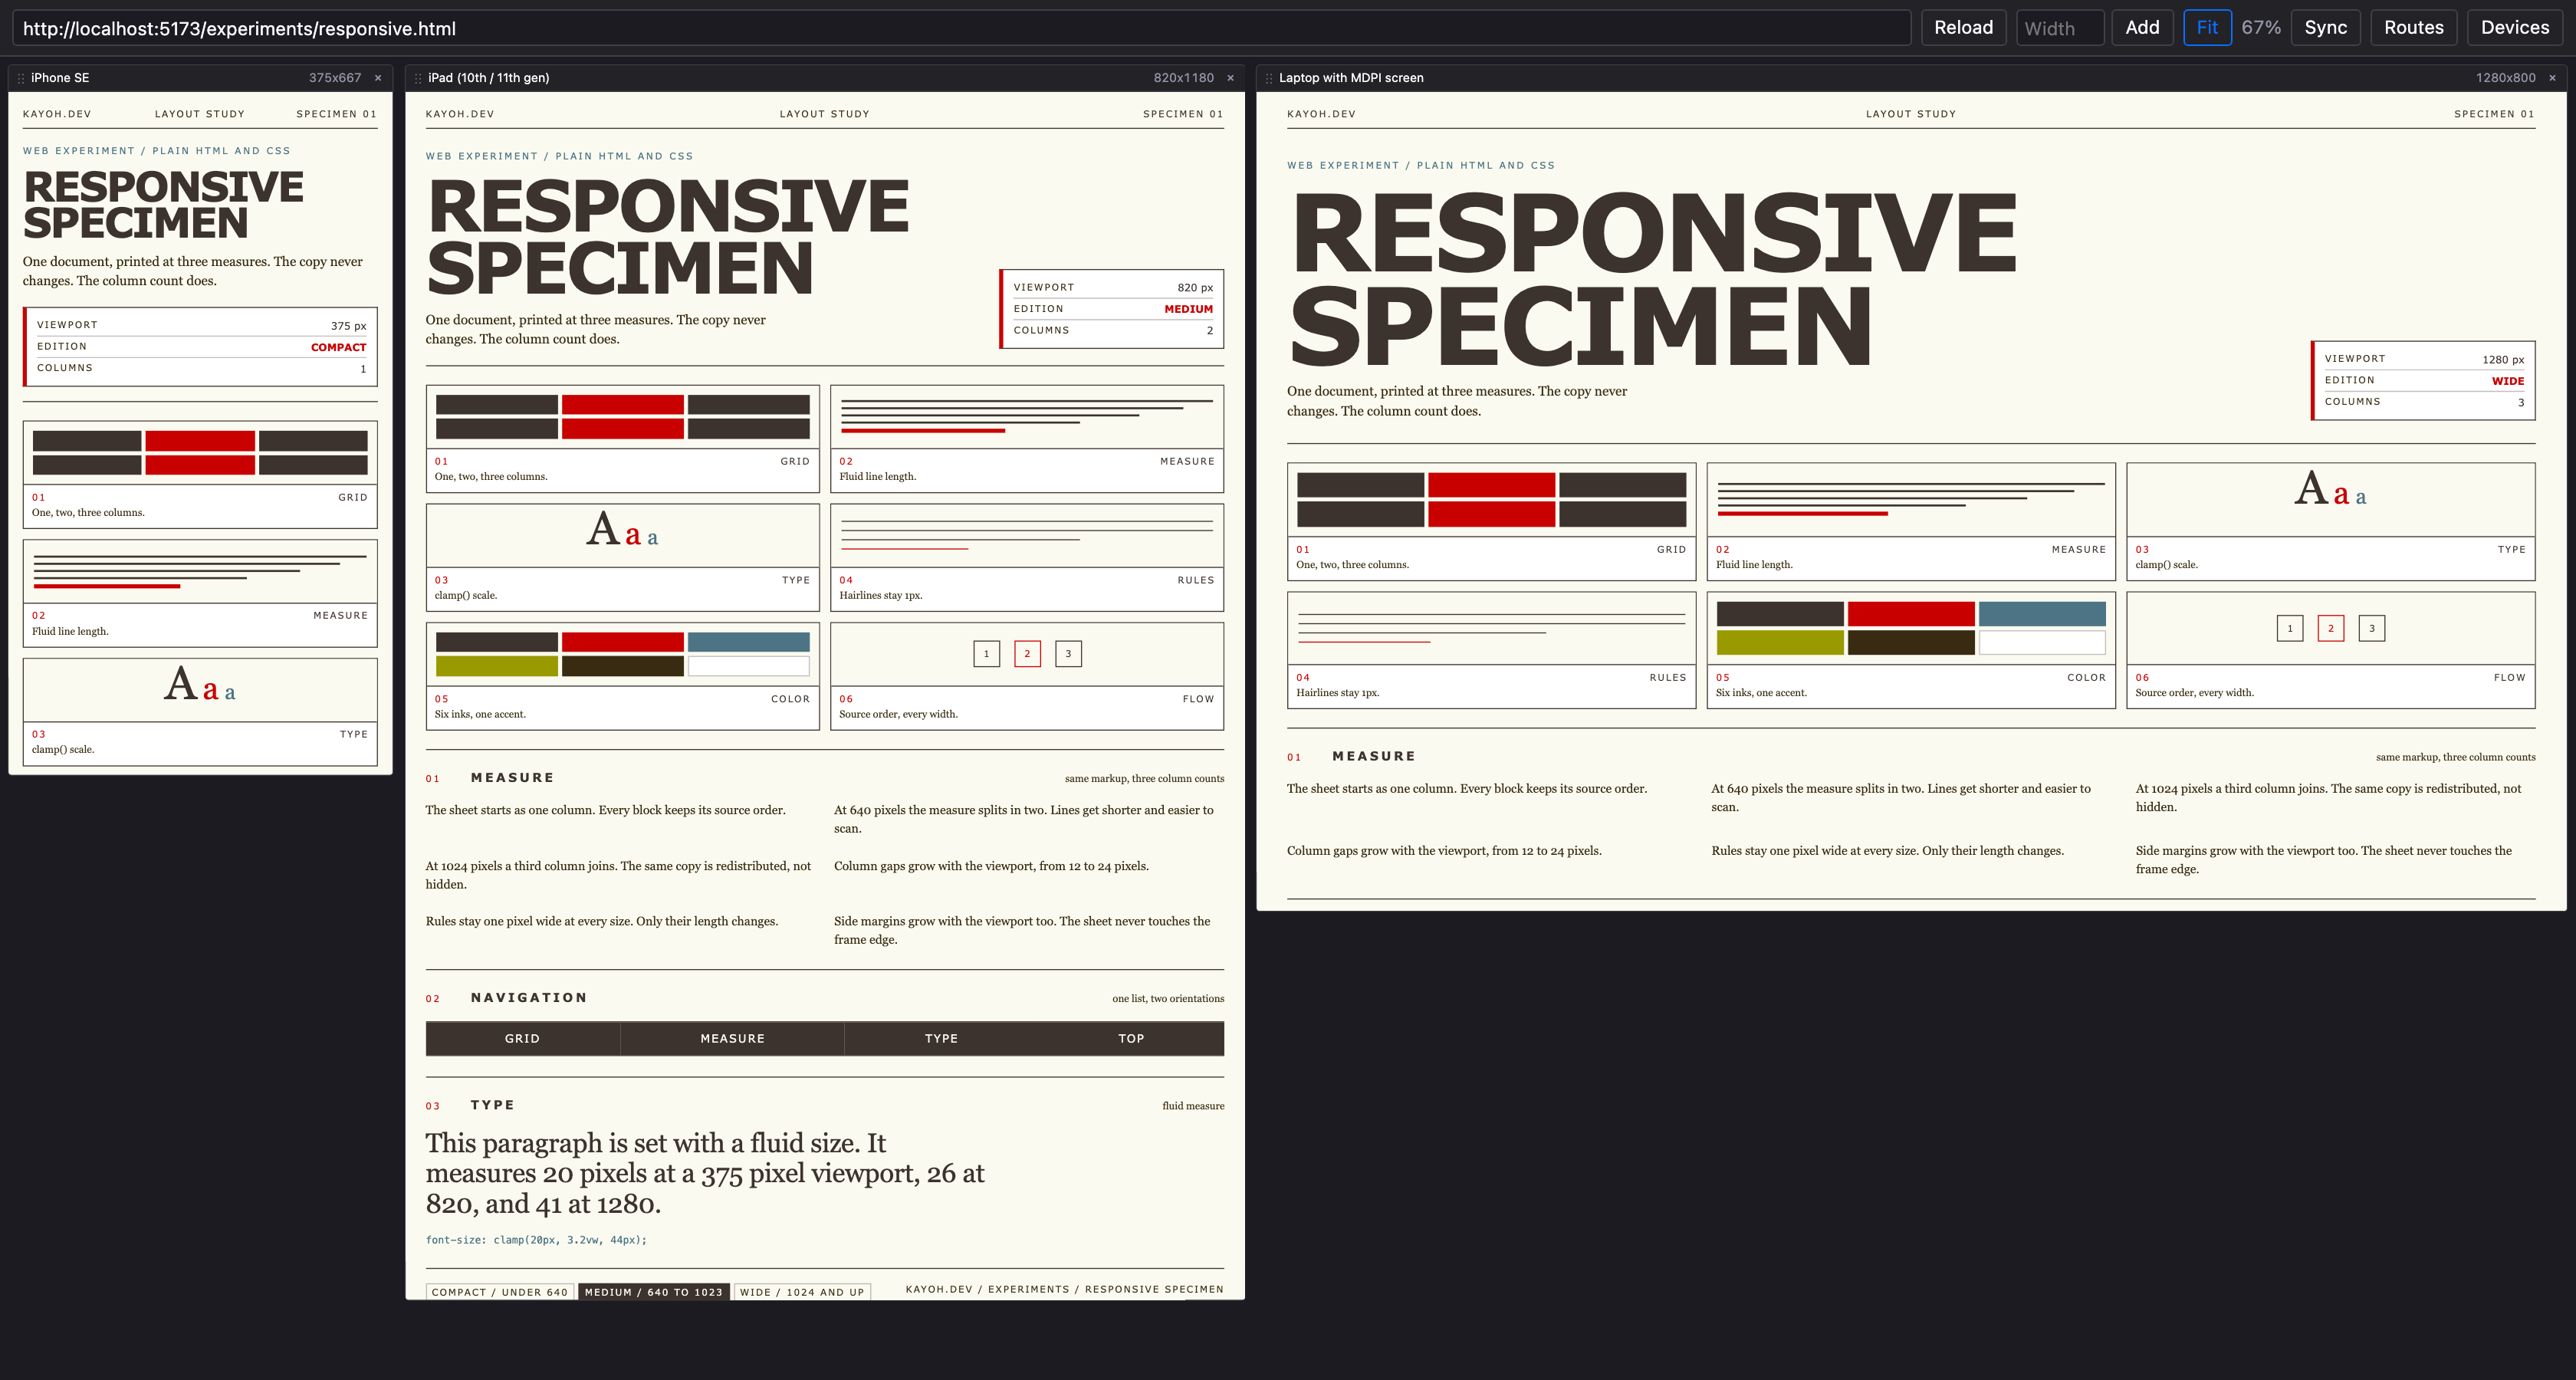 http://localhost:5173/experiments/responsive.html Reload Width Add Fit 67% Sync Routes Devices
iPhone SE 375x667 ×
KAYOH.DEV LAYOUT STUDY SPECIMEN 01
WEB EXPERIMENT / PLAIN HTML AND CSS
RESPONSIVE
SPECIMEN
One document, printed at three measures. The copy never
changes. The column count does.
VIEWPORT 375 px
EDITION COMPACT
COLUMNS 1
01 GRID
One, two, three columns.
02 MEASURE
Fluid line length.
A a a
03 TYPE
clamp() scale.
iPad (10th / 11th gen) 820x1180 ×
KAYOH.DEV LAYOUT STUDY SPECIMEN 01
WEB EXPERIMENT / PLAIN HTML AND CSS
RESPONSIVE
SPECIMEN
One document, printed at three measures. The copy never
changes. The column count does.
VIEWPORT 820 px
EDITION MEDIUM
COLUMNS 2
01 GRID
One, two, three columns.
02 MEASURE
Fluid line length.
A a a
03 TYPE
clamp() scale.
04 RULES
Hairlines stay 1px.
05 COLOR
Six inks, one accent.
1 2 3
06 FLOW
Source order, every width.
01 MEASURE same markup, three column counts
The sheet starts as one column. Every block keeps its source order.
At 640 pixels the measure splits in two. Lines get shorter and easier to
scan.
At 1024 pixels a third column joins. The same copy is redistributed, not
hidden.
Column gaps grow with the viewport, from 12 to 24 pixels.
Rules stay one pixel wide at every size. Only their length changes.
Side margins grow with the viewport too. The sheet never touches the
frame edge.
02 NAVIGATION one list, two orientations
GRID MEASURE TYPE TOP
03 TYPE fluid measure
This paragraph is set with a fluid size. It
measures 20 pixels at a 375 pixel viewport, 26 at
820, and 41 at 1280.
font-size: clamp(20px, 3.2vw, 44px);
COMPACT / UNDER 640 MEDIUM / 640 TO 1023 WIDE / 1024 AND UP KAYOH.DEV / EXPERIMENTS / RESPONSIVE SPECIMEN
Laptop with MDPI screen 1280x800 ×
KAYOH.DEV LAYOUT STUDY SPECIMEN 01
WEB EXPERIMENT / PLAIN HTML AND CSS
RESPONSIVE
SPECIMEN
One document, printed at three measures. The copy never
changes. The column count does.
VIEWPORT 1280 px
EDITION WIDE
COLUMNS 3
01 GRID
One, two, three columns.
02 MEASURE
Fluid line length.
A a a
03 TYPE
clamp() scale.
04 RULES
Hairlines stay 1px.
05 COLOR
Six inks, one accent.
1 2 3
06 FLOW
Source order, every width.
01 MEASURE same markup, three column counts
The sheet starts as one column. Every block keeps its source order.
At 640 pixels the measure splits in two. Lines get shorter and easier to
scan.
At 1024 pixels a third column joins. The same copy is redistributed, not
hidden.
Column gaps grow with the viewport, from 12 to 24 pixels.
Rules stay one pixel wide at every size. Only their length changes.
Side margins grow with the viewport too. The sheet never touches the
frame edge.